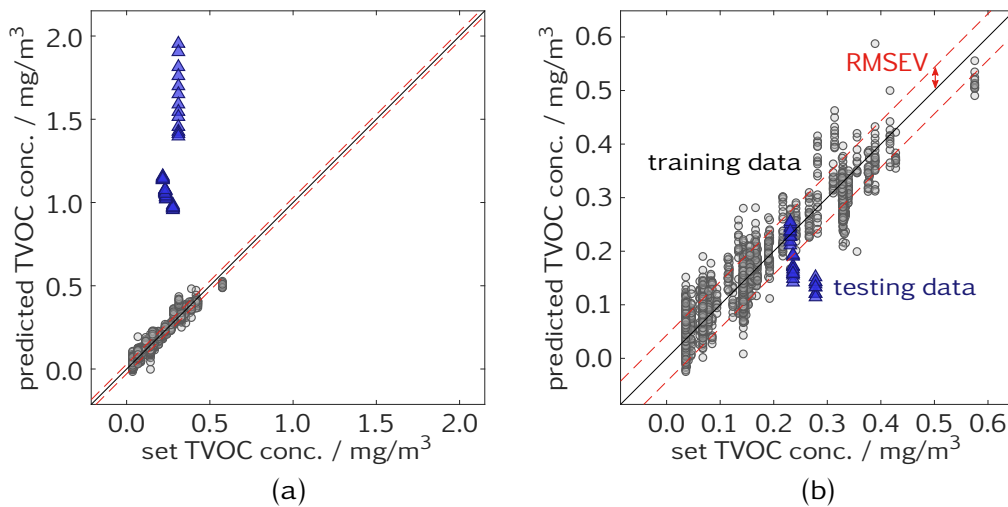 predicted TVOC conc. / mg/m³
2.0
1.5
1.0
0.5
0.0
0.0 0.5 1.0 1.5 2.0
set TVOC conc. / mg/m³
(a)
predicted TVOC conc. / mg/m³
0.6
0.5
0.4
0.3
0.2
0.1
0.0
RMSEV
training data
testing data
0.0 0.1 0.2 0.3 0.4 0.5 0.6
set TVOC conc. / mg/m³
(b)